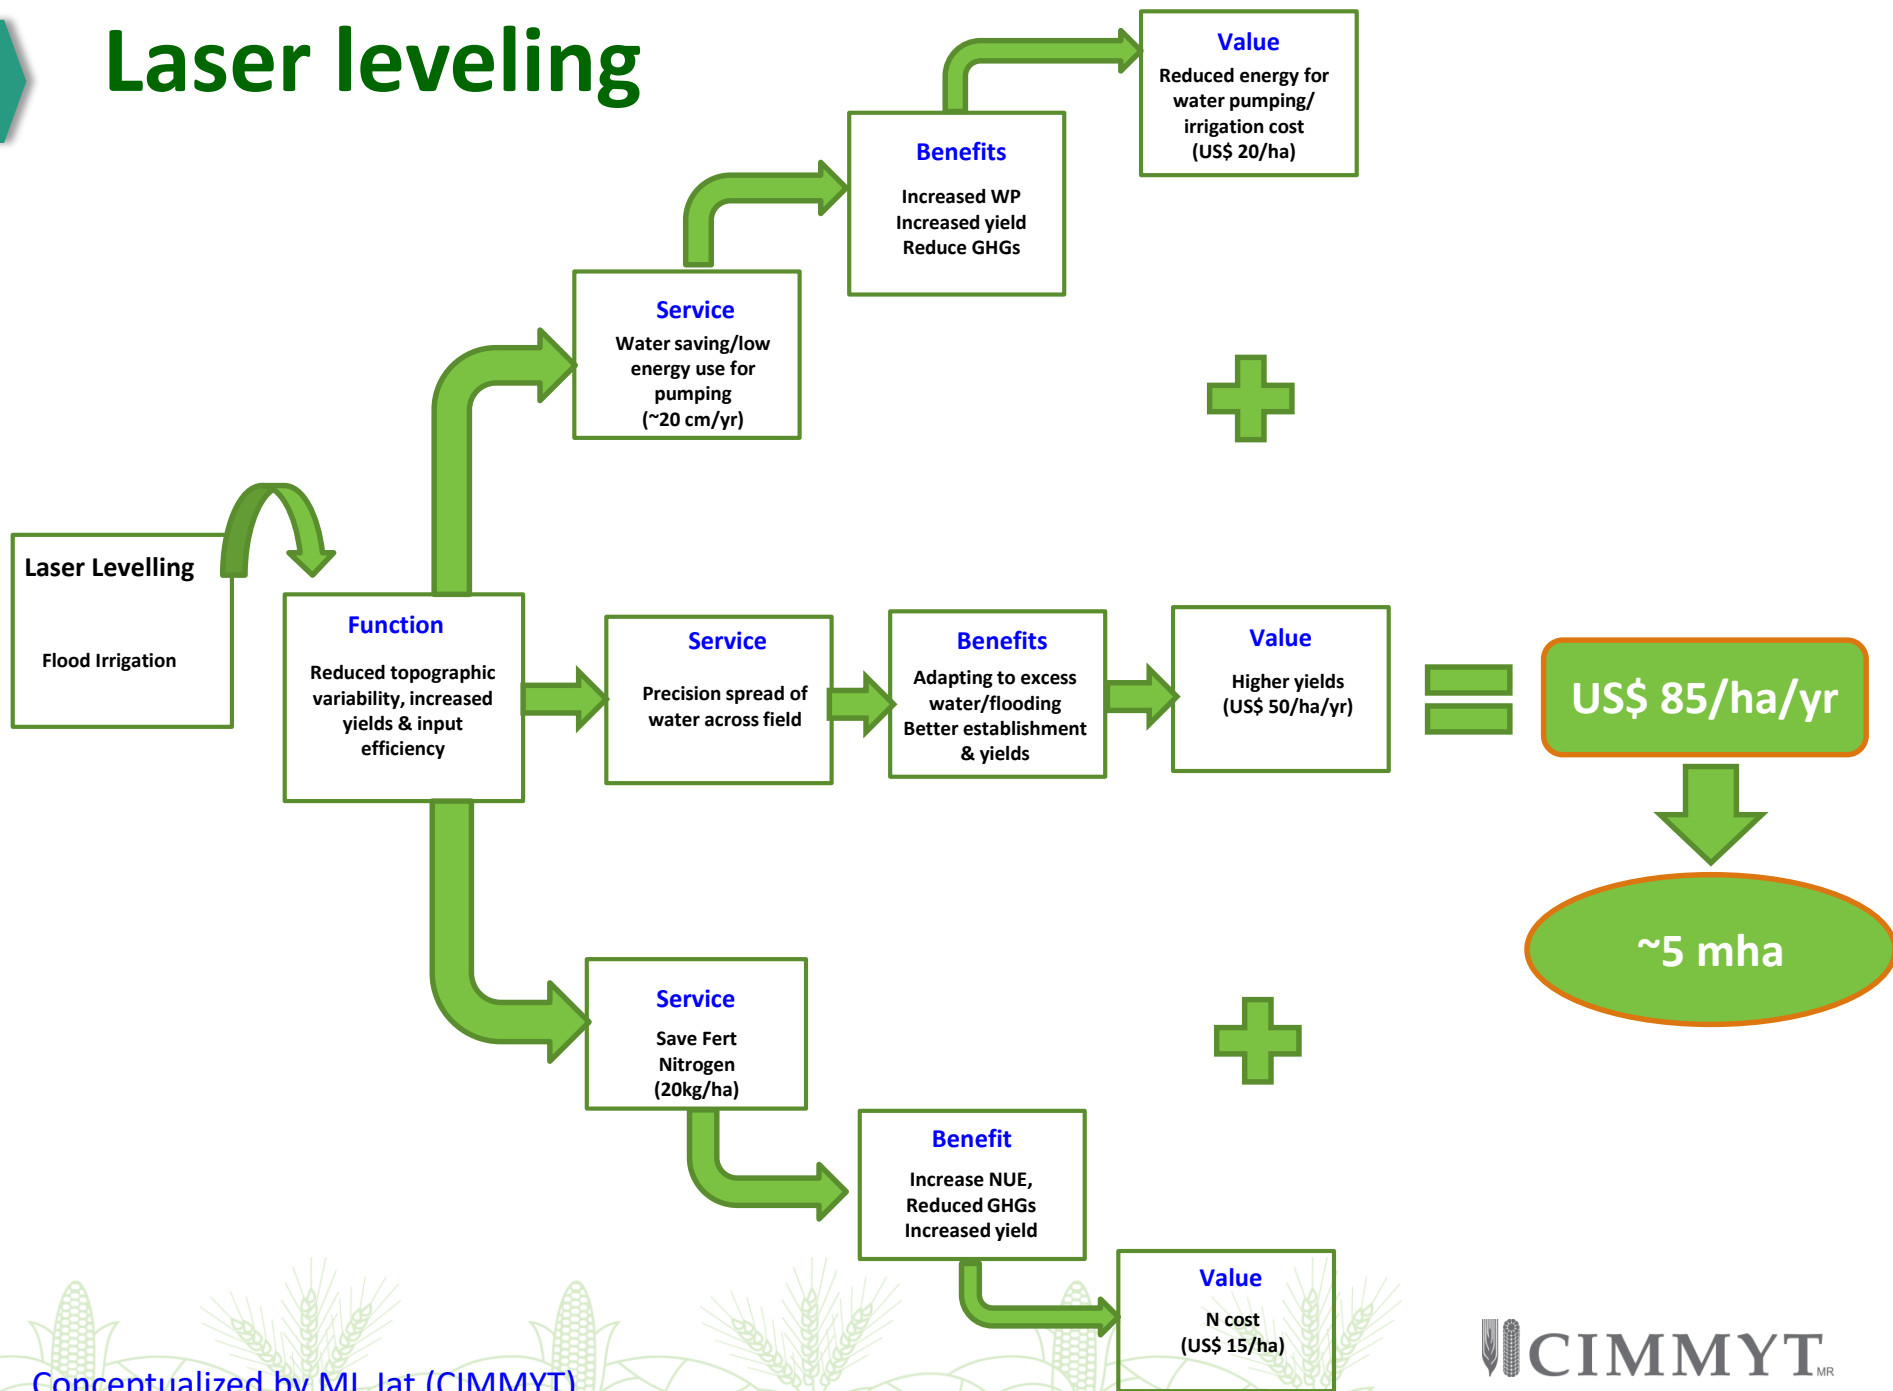 Laser leveling
Value
Reduced energy for
water pumping/
irrigation cost
(US$ 20/ha)
Benefits
Increased WP
Increased yield
Reduce GHGs
Service
Water saving/low
energy use for
pumping
(~20 cm/yr)
Laser Levelling
Flood Irrigation
Function
Reduced topographic
variability, increased
yields & input
efficiency
Service
Precision spread of
water across field
Benefits
Adapting to excess
water/flooding
Better establishment
& yields
Value
Higher yields
(US$ 50/ha/yr)
US$ 85/ha/yr
~5 mha
Service
Save Fert
Nitrogen
(20kg/ha)
Benefit
Increase NUE,
Reduced GHGs
Increased yield
Value
N cost
(US$ 15/ha)
Conceptualized by ML Jat (CIMMYT)
CIMMYT
MR